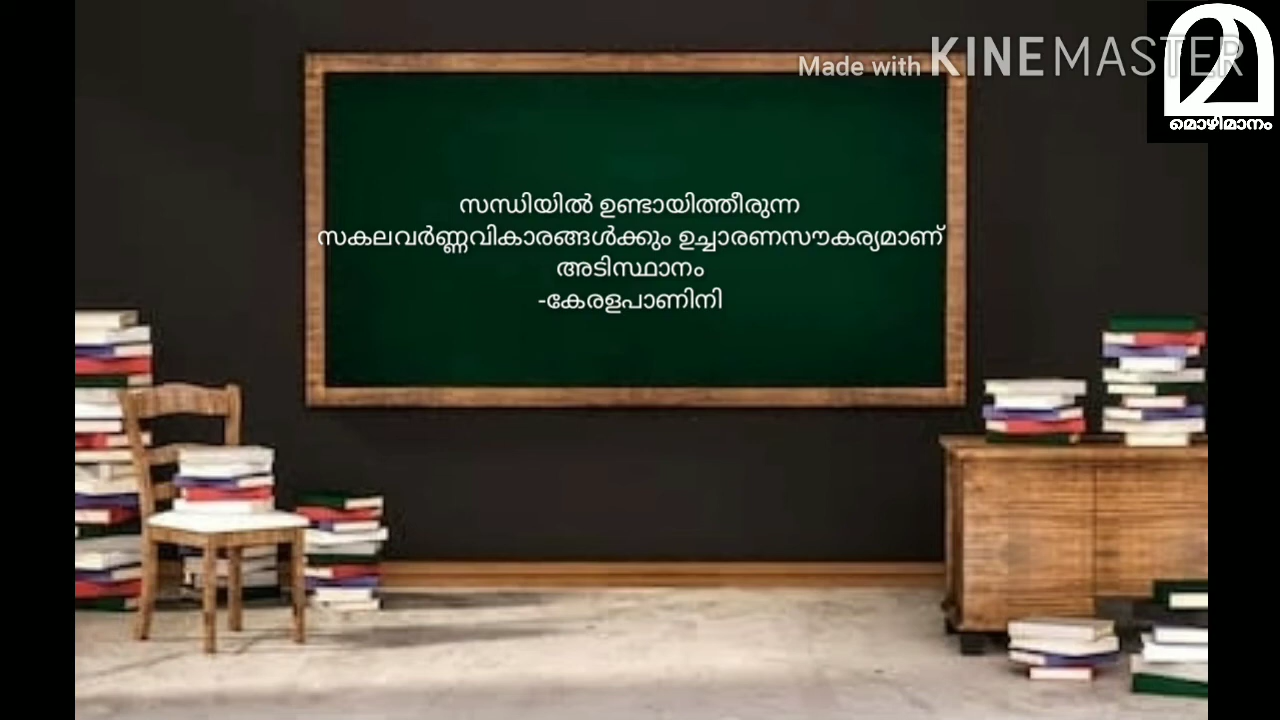 Made with KINEMASTER
മൊഴിമാനം
സന്ധിയിൽ ഉണ്ടായിത്തീരുന്ന
സകലവർണ്ണവികാരങ്ങൾക്കും ഉച്ചാരണസൗകര്യമാണ്
അടിസ്ഥാനം
-കേരളപാണിനി